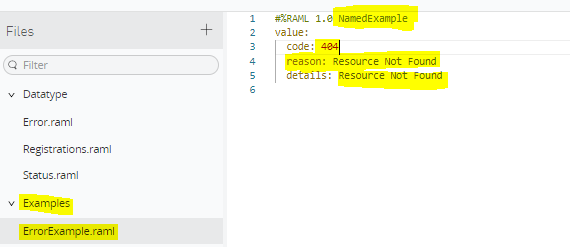 Files
+
Filter
Datatype
Error.raml
Registrations.raml
Status.raml
Examples
ErrorExample.raml
1 #%RAML 1.0 NamedExample
2 value:
3 code: 404
4 reason: Resource Not Found
5 details: Resource Not Found
6